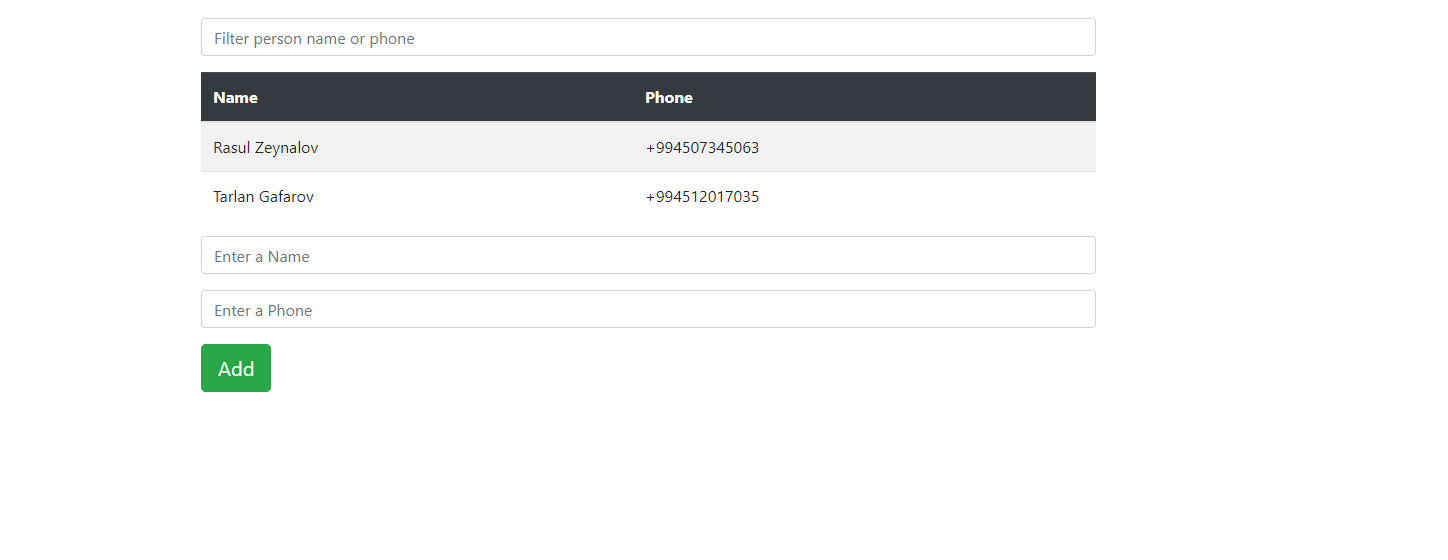 Filter person name or phone
Name Phone
Rasul Zeynalov +994507345063
Tarlan Gafarov +994512017035
Enter a Name
Enter a Phone
Add